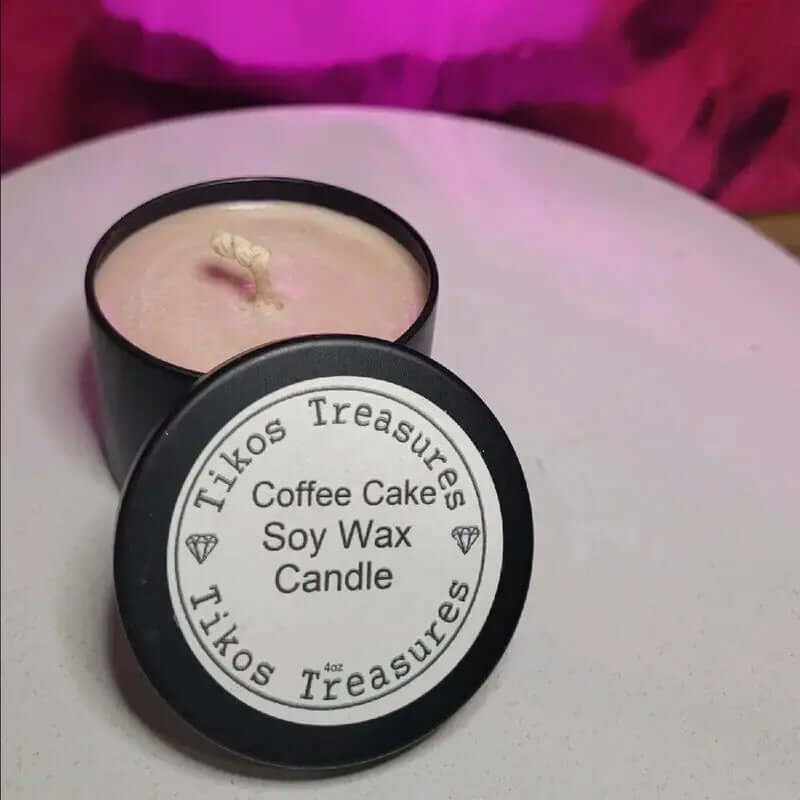 Tikos Treasures
Coffee Cake
Soy Wax
Candle
4oz
Tikos Treasures